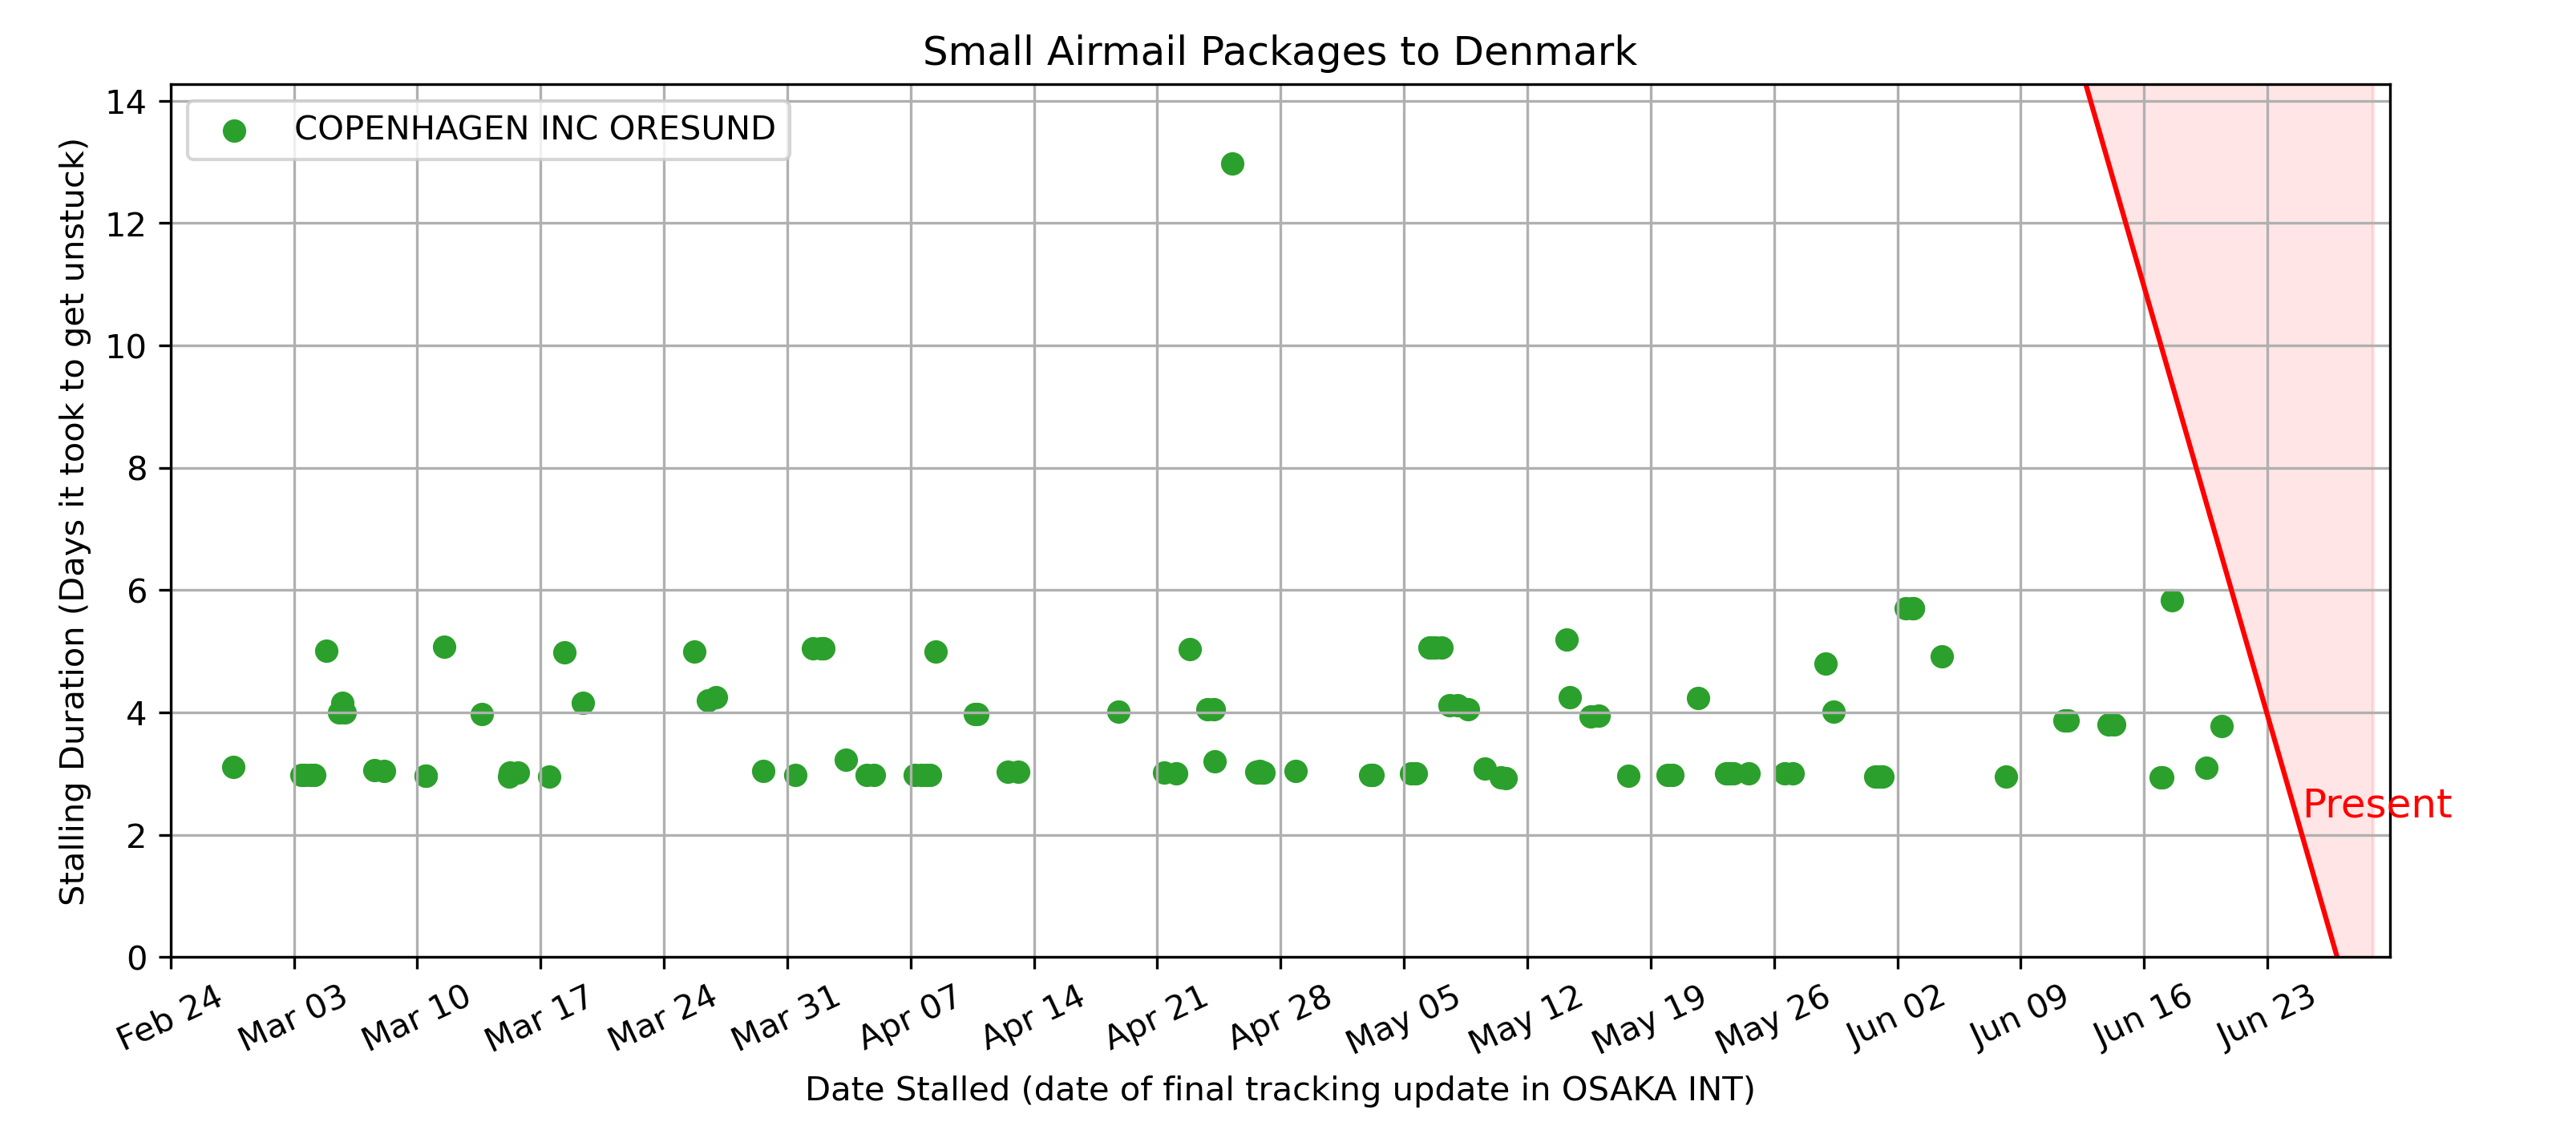 Small Airmail Packages to Denmark
COPENHAGEN INC ORESUND
Stalling Duration (Days it took to get unstuck)
14
12
10
8
6
4
2
0
Present
Feb 24
Mar 03
Mar 10
Mar 17
Mar 24
Mar 31
Apr 07
Apr 14
Apr 21
Apr 28
May 05
May 12
May 19
May 26
Jun 02
Jun 09
Jun 16
Jun 23
Date Stalled (date of final tracking update in OSAKA INT)